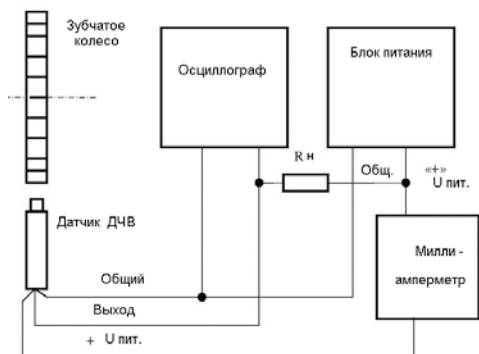 Зубчатое
колесо
Осциллограф
Блок питания
R н
Общ.
«+»
U пит.
Датчик ДЧВ
Милли -
амперметр
Общий
Выход
+ U пит.